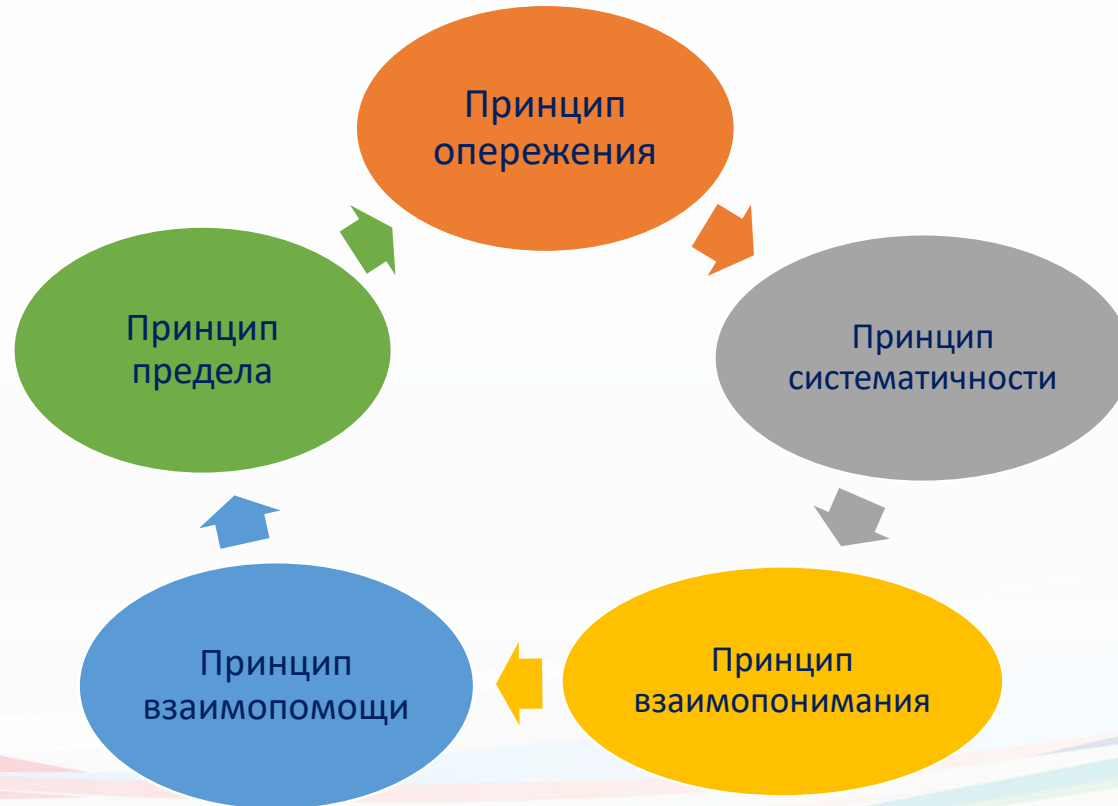 Принцип
опережения
Принцип
систематичности
Принцип
взаимопонимания
Принцип
взаимопомощи
Принцип
предела